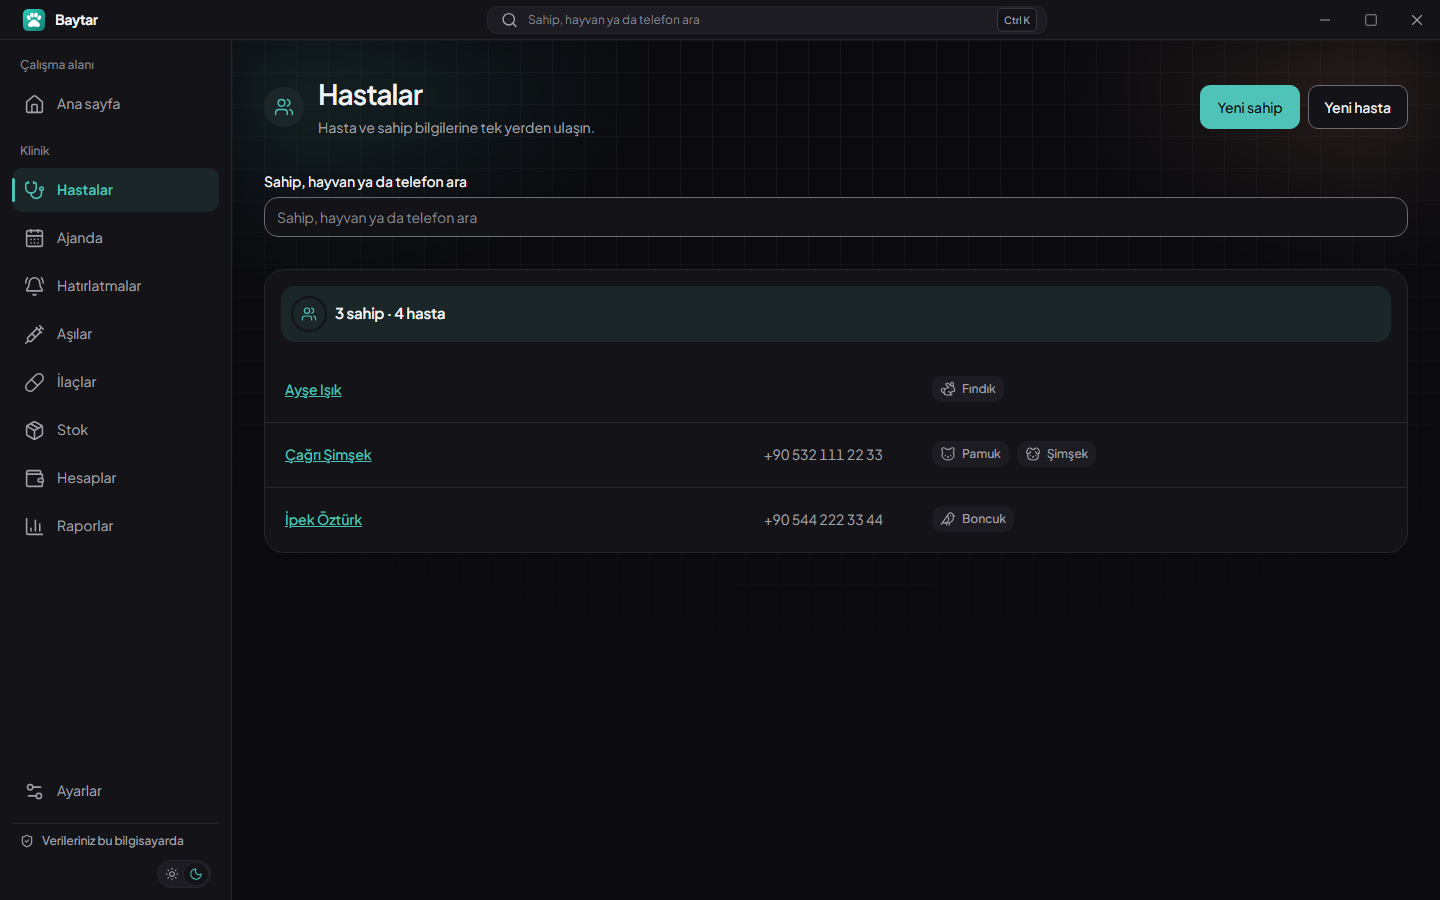 Baytar
Sahip, hayvan ya da telefon ara
Ctrl K
Çalışma alanı
Ana sayfa
Klinik
Hastalar
Ajanda
Hatırlatmalar
Aşılar
İlaçlar
Stok
Hesaplar
Raporlar
Ayarlar
Verileriniz bu bilgisayarda
Hastalar
Hasta ve sahip bilgilerine tek yerden ulaşın.
Yeni sahip
Yeni hasta
Sahip, hayvan ya da telefon ara
Sahip, hayvan ya da telefon ara
3 sahip · 4 hasta
Ayşe Işık Fındık
Çağrı Şimşek +90 532 111 22 33 Pamuk Şimşek
İpek Öztürk +90 544 222 33 44 Boncuk